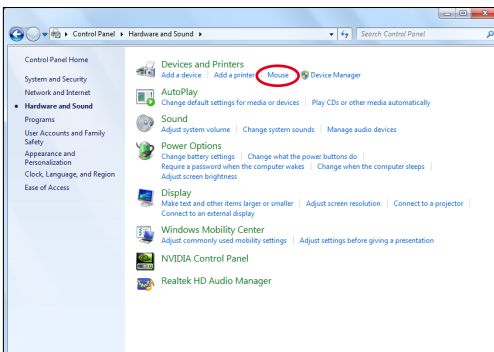 Control Panel Hardware and Sound Search Control Panel
Control Panel Home
System and Security
Network and Internet
Hardware and Sound
Programs
User Accounts and Family
Safety
Appearance and
Personalization
Clock, Language, and Region
Ease of Access
Devices and Printers
Add a device Add a printer Mouse Device Manager
AutoPlay
Change default settings for media or devices Play CDs or other media automatically
Sound
Adjust system volume Change system sounds Manage audio devices
Power Options
Change battery settings Change what the power buttons do
Require a password when the computer wakes Change when the computer sleeps
Adjust screen brightness
Display
Make text and other items larger or smaller Adjust screen resolution Connect to a projector
Connect to an external display
Windows Mobility Center
Adjust commonly used mobility settings Adjust settings before giving a presentation
NVIDIA Control Panel
Realtek HD Audio Manager